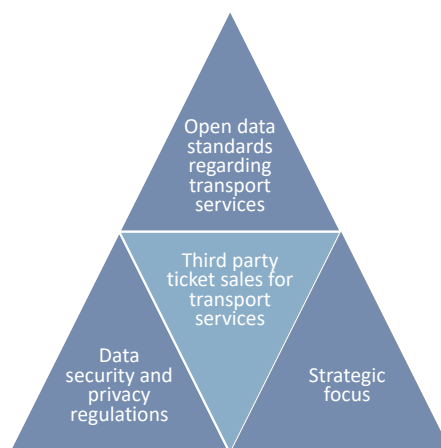 Open data
standards
regarding
transport
services
Third party
ticket sales for
transport
services
Data
security and
privacy
regulations
Strategic
focus